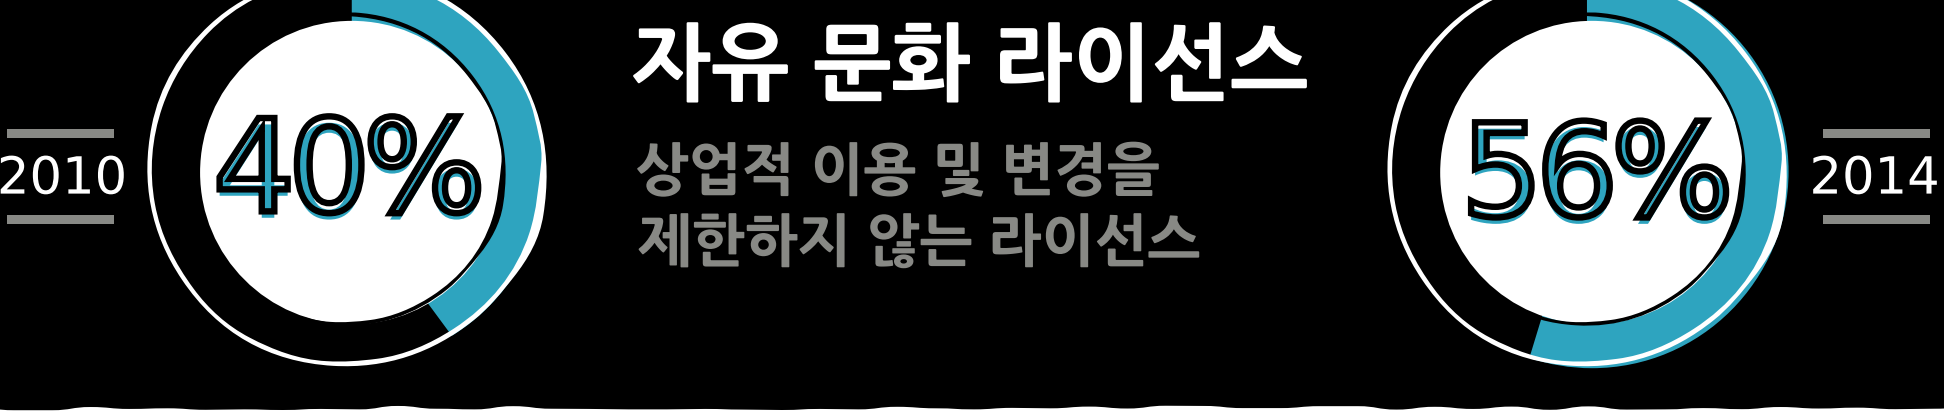 2010
40%
자유 문화 라이선스
상업적 이용 및 변경을
제한하지 않는 라이선스
56%
2014